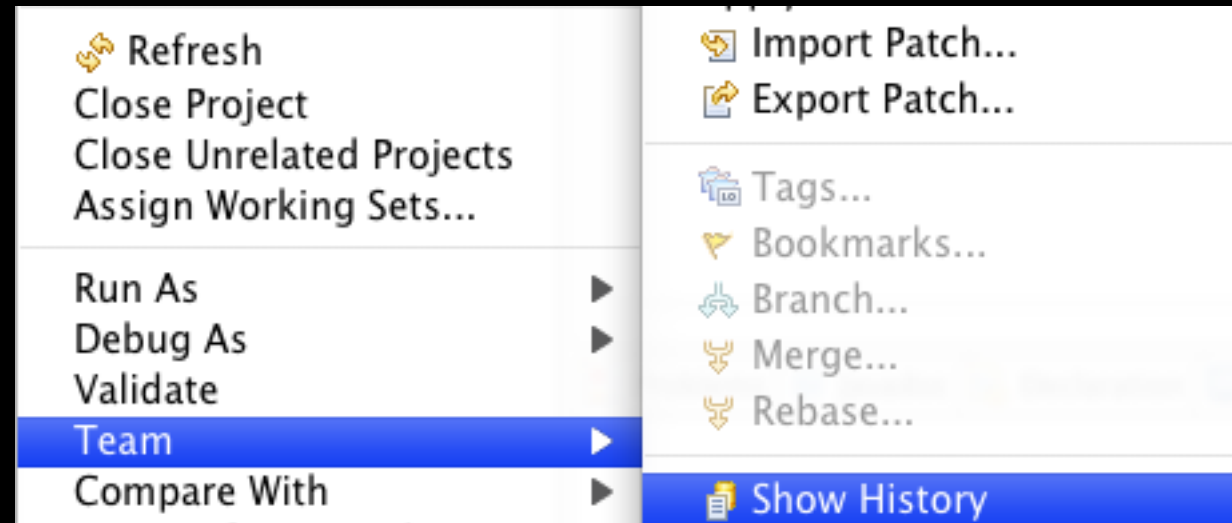 Refresh
Close Project
Close Unrelated Projects
Assign Working Sets...
Run As
Debug As
Validate
Team
Compare With
Import Patch...
Export Patch...
Tags...
Bookmarks...
Branch...
Merge...
Rebase...
Show History